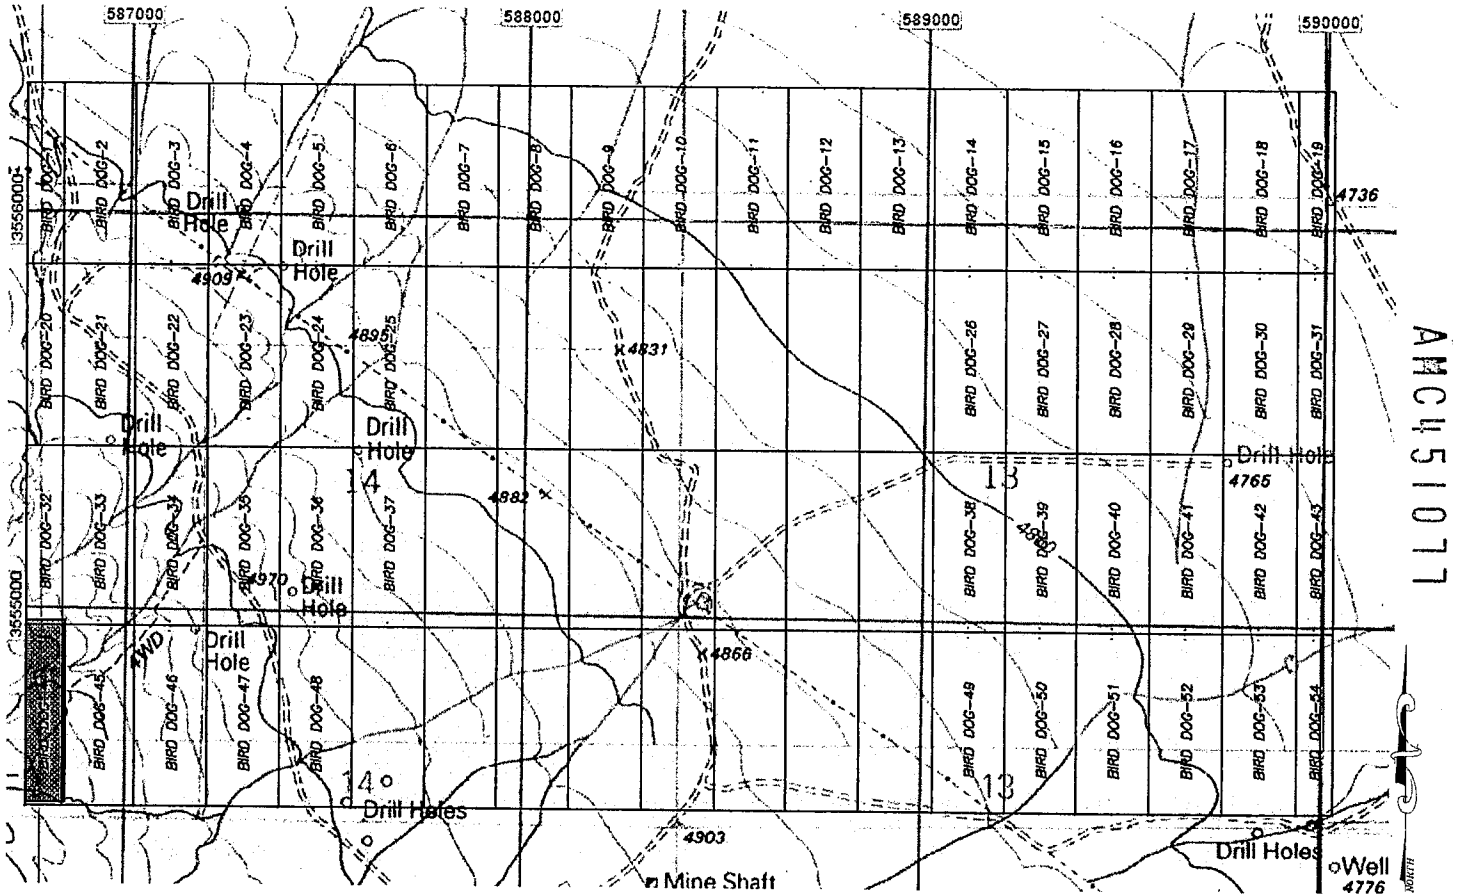 587000
588000
589000
590000
3556000
BIRD DOG-1
BIRD DOG-2
BIRD DOG-3
BIRD DOG-4
BIRD DOG-5
BIRD DOG-6
BIRD DOG-7
BIRD DOG-8
BIRD DOG-9
BIRD DOG-10
BIRD DOG-11
BIRD DOG-12
BIRD DOG-13
BIRD DOG-14
BIRD DOG-15
BIRD DOG-16
BIRD DOG-17
BIRD DOG-18
BIRD DOG-19
4736
Drill
Hole
Drill
Hole
4909
BIRD DOG-20
BIRD DOG-21
BIRD DOG-22
BIRD DOG-23
BIRD DOG-24
4895
BIRD DOG-25
4831
BIRD DOG-26
BIRD DOG-27
BIRD DOG-28
BIRD DOG-29
BIRD DOG-30
BIRD DOG-31
AMC451077
Drill
Hole
Drill
Hole
14
4882
13
Drill Hole
4765
BIRD DOG-32
BIRD DOG-33
BIRD DOG-34
BIRD DOG-35
BIRD DOG-36
BIRD DOG-37
BIRD DOG-38
BIRD DOG-39
4860
BIRD DOG-40
BIRD DOG-41
BIRD DOG-42
BIRD DOG-43
4970
Drill
Hole
3555000
4WD
Drill
Hole
4866
BIRD DOG-45
BIRD DOG-46
BIRD DOG-47
BIRD DOG-48
BIRD DOG-49
BIRD DOG-50
BIRD DOG-51
BIRD DOG-52
BIRD DOG-53
BIRD DOG-54
14
13
Drill Holes
4903
Drill Holes
Mine Shaft
Well
4776